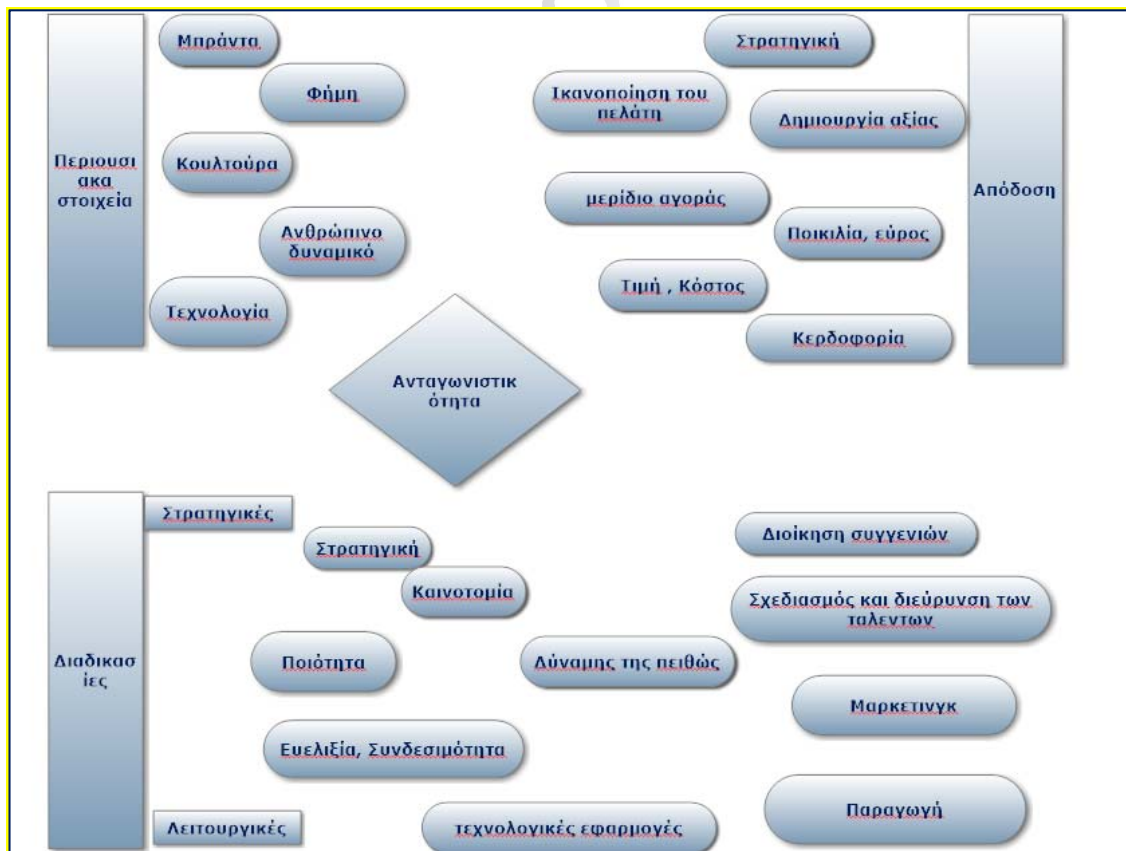 Μπράντα
Φήμη
Περιουσι
ακα
στοιχεία
Κουλτούρα
Ανθρώπινο
δυναμικό
Τεχνολογία
Στρατηγική
Ικανοποίηση του
πελάτη
Δημιουργία αξίας
Απόδοση
μερίδιο αγοράς
Ποικιλία, εύρος
Τιμή , Κόστος
Κερδοφορία
Ανταγωνιστικ
ότητα
Διαδικασ
ίες
Στρατηγικές
Στρατηγική
Καινοτομία
Διοίκηση συγγενιών
Σχεδιασμός και διεύρυνση των
ταλεντων
Ποιότητα
Δύναμης της πειθώς
Μαρκετινγκ
Ευελιξία, Συνδεσιμότητα
Παραγωγή
Λειτουργικές
τεχνολογικές εφαρμογές